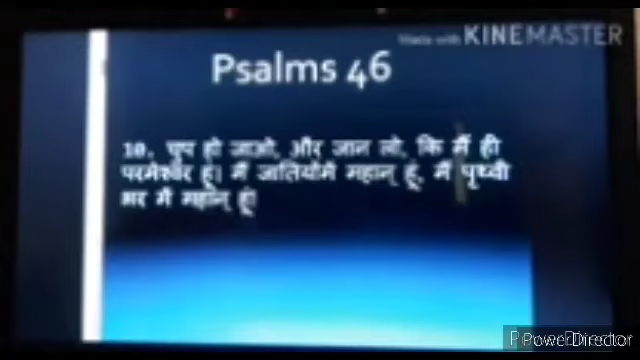 Made with KINEMASTER
Psalms 46
10. चुप हो जाओ, और जान लो, कि मैं ही
परमेश्वर हूं। मैं जातियोंमें महान् हूं, मैं पृथ्वी
भर में महान् हूं!
PowerDirector